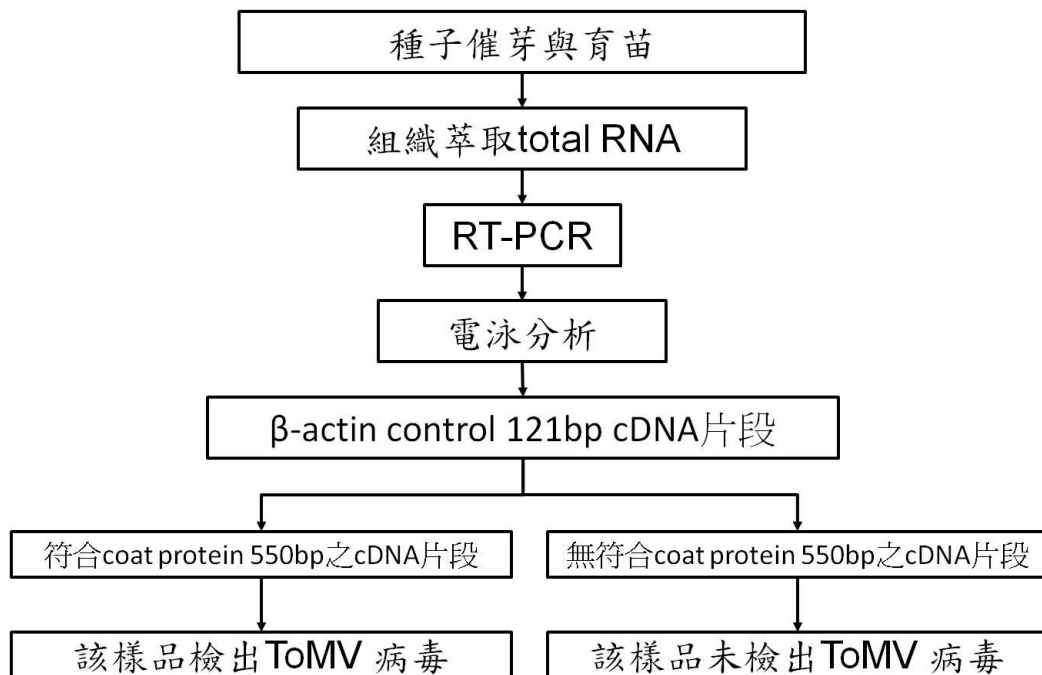 種子催芽與育苗
組織萃取total RNA
RT-PCR
電泳分析
β-actin control 121bp cDNA片段
符合coat protein 550bp之cDNA片段
無符合coat protein 550bp之cDNA片段
該樣品檢出ToMV 病毒
該樣品未檢出ToMV 病毒